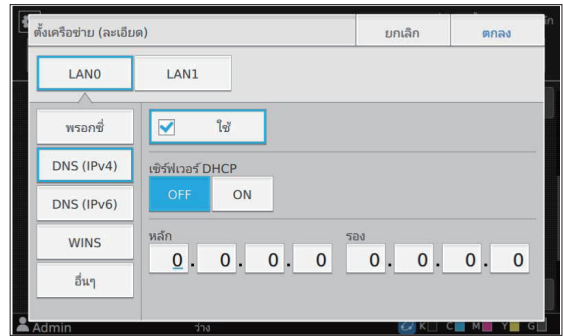 ตั้งเครือข่าย (ละเอียด)
ยกเลิก
ตกลง
LAN0
LAN1
พรอกซี่
ใช้
DNS (IPv4)
เซิร์ฟเวอร์ DHCP
OFF
ON
DNS (IPv6)
WINS
หลัก
รอง
0. 0. 0. 0
0. 0. 0. 0
อื่นๆ
Admin
ว่าง
K C M Y G